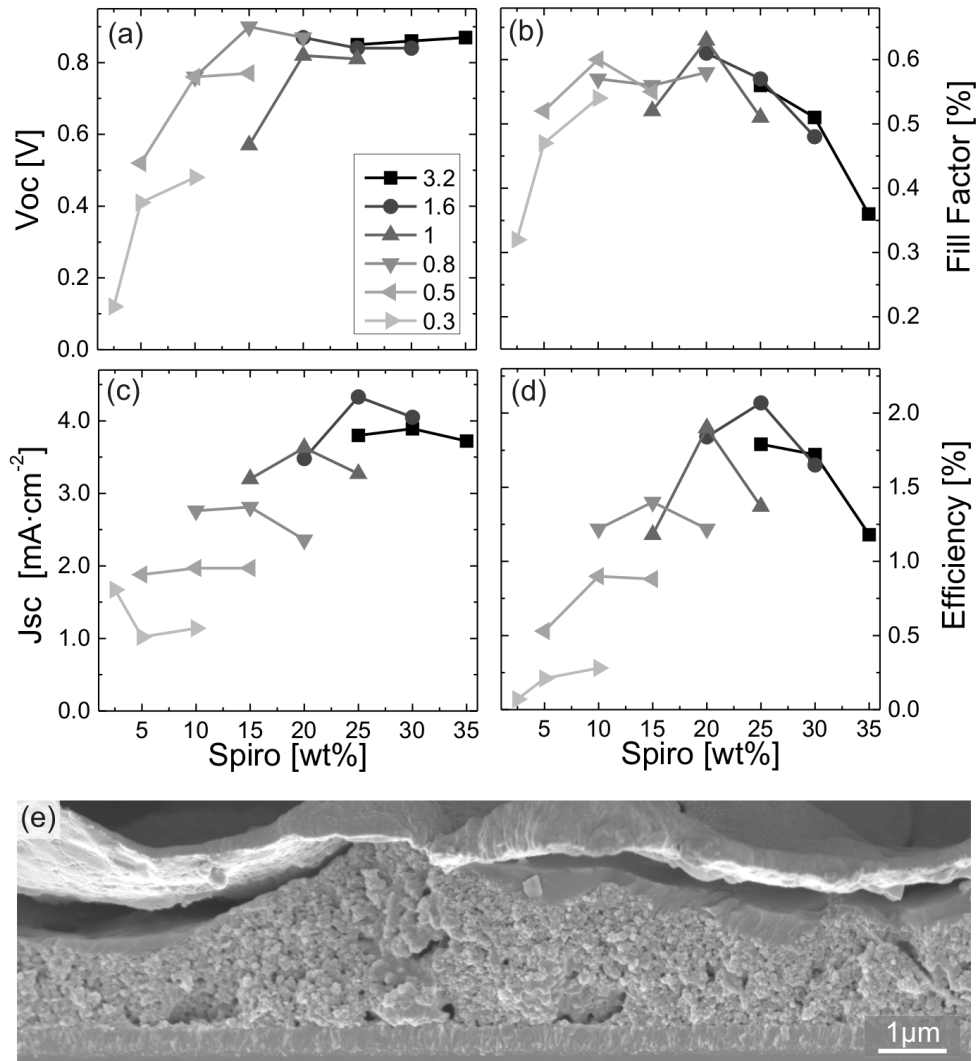 (a)
Voc [V]
0.8
0.6
0.4
0.2
0.0
3.2
1.6
1
0.8
0.5
0.3
(b)
Fill Factor [%]
0.6
0.5
0.4
0.3
0.2
(c)
Jsc [mA·cm⁻²]
4.0
3.0
2.0
1.0
0.0
5 10 15 20 25 30 35
Spiro [wt%]
(d)
Efficiency [%]
2.0
1.5
1.0
0.5
0.0
5 10 15 20 25 30 35
Spiro [wt%]
(e)
1µm